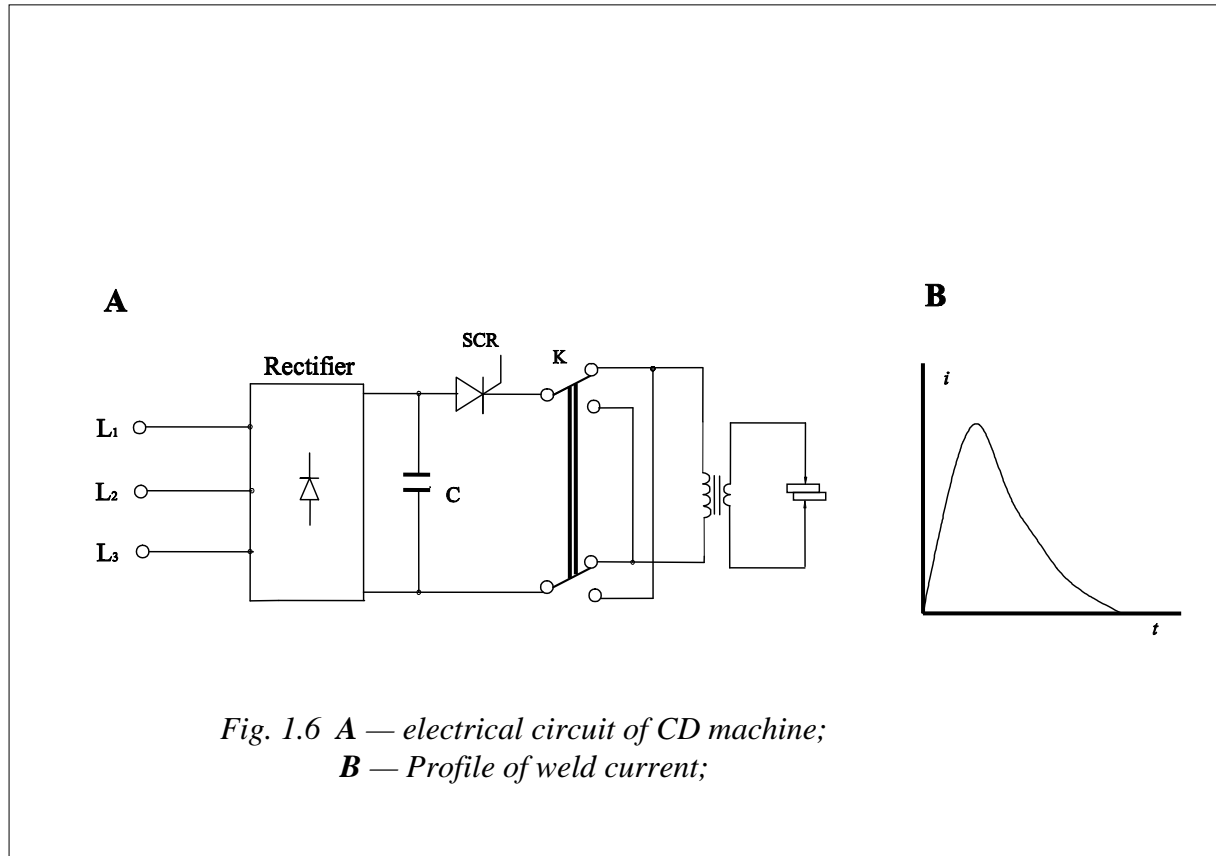 A
B
SCR
K
Rectifier
i
L1
L2
C
L3
t
Fig. 1.6 A — electrical circuit of CD machine;
B — Profile of weld current;